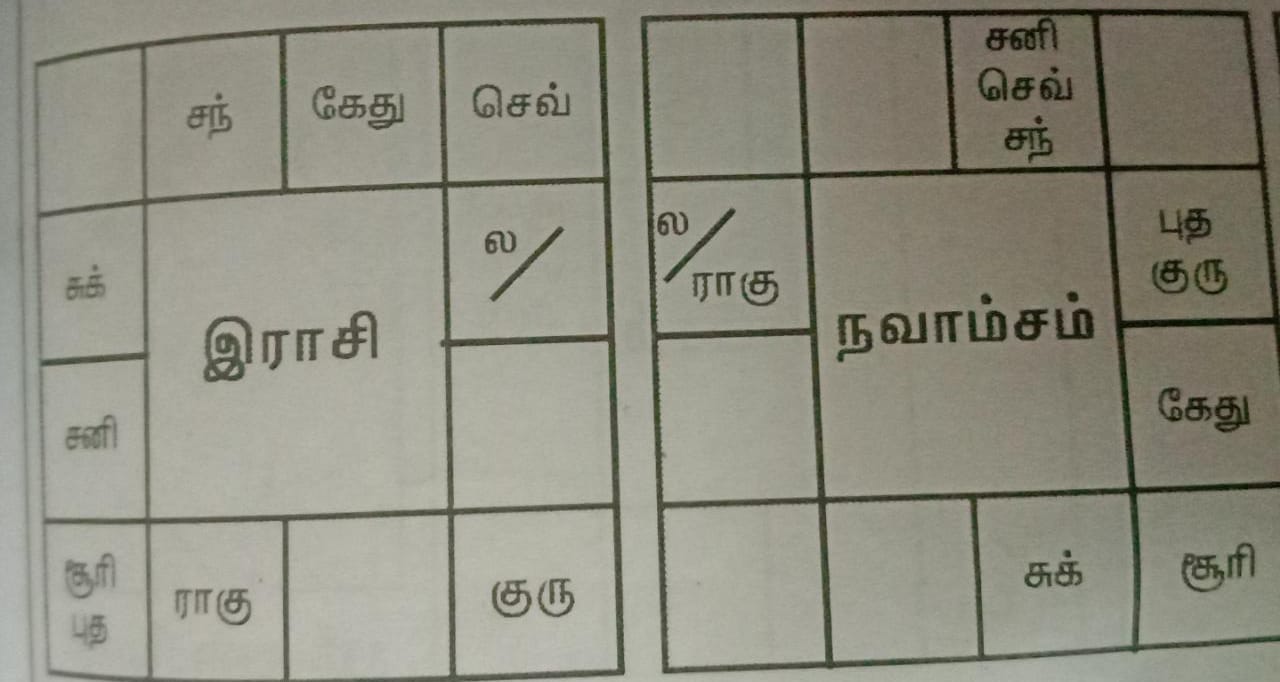 சந்
கேது
செவ்
சுக்
ல
இராசி
சனி
சூரி
புத
ராகு
குரு
சனி
செவ்
சந்
ல
ராகு
புத
குரு
நவாம்சம்
கேது
சுக்
சூரி